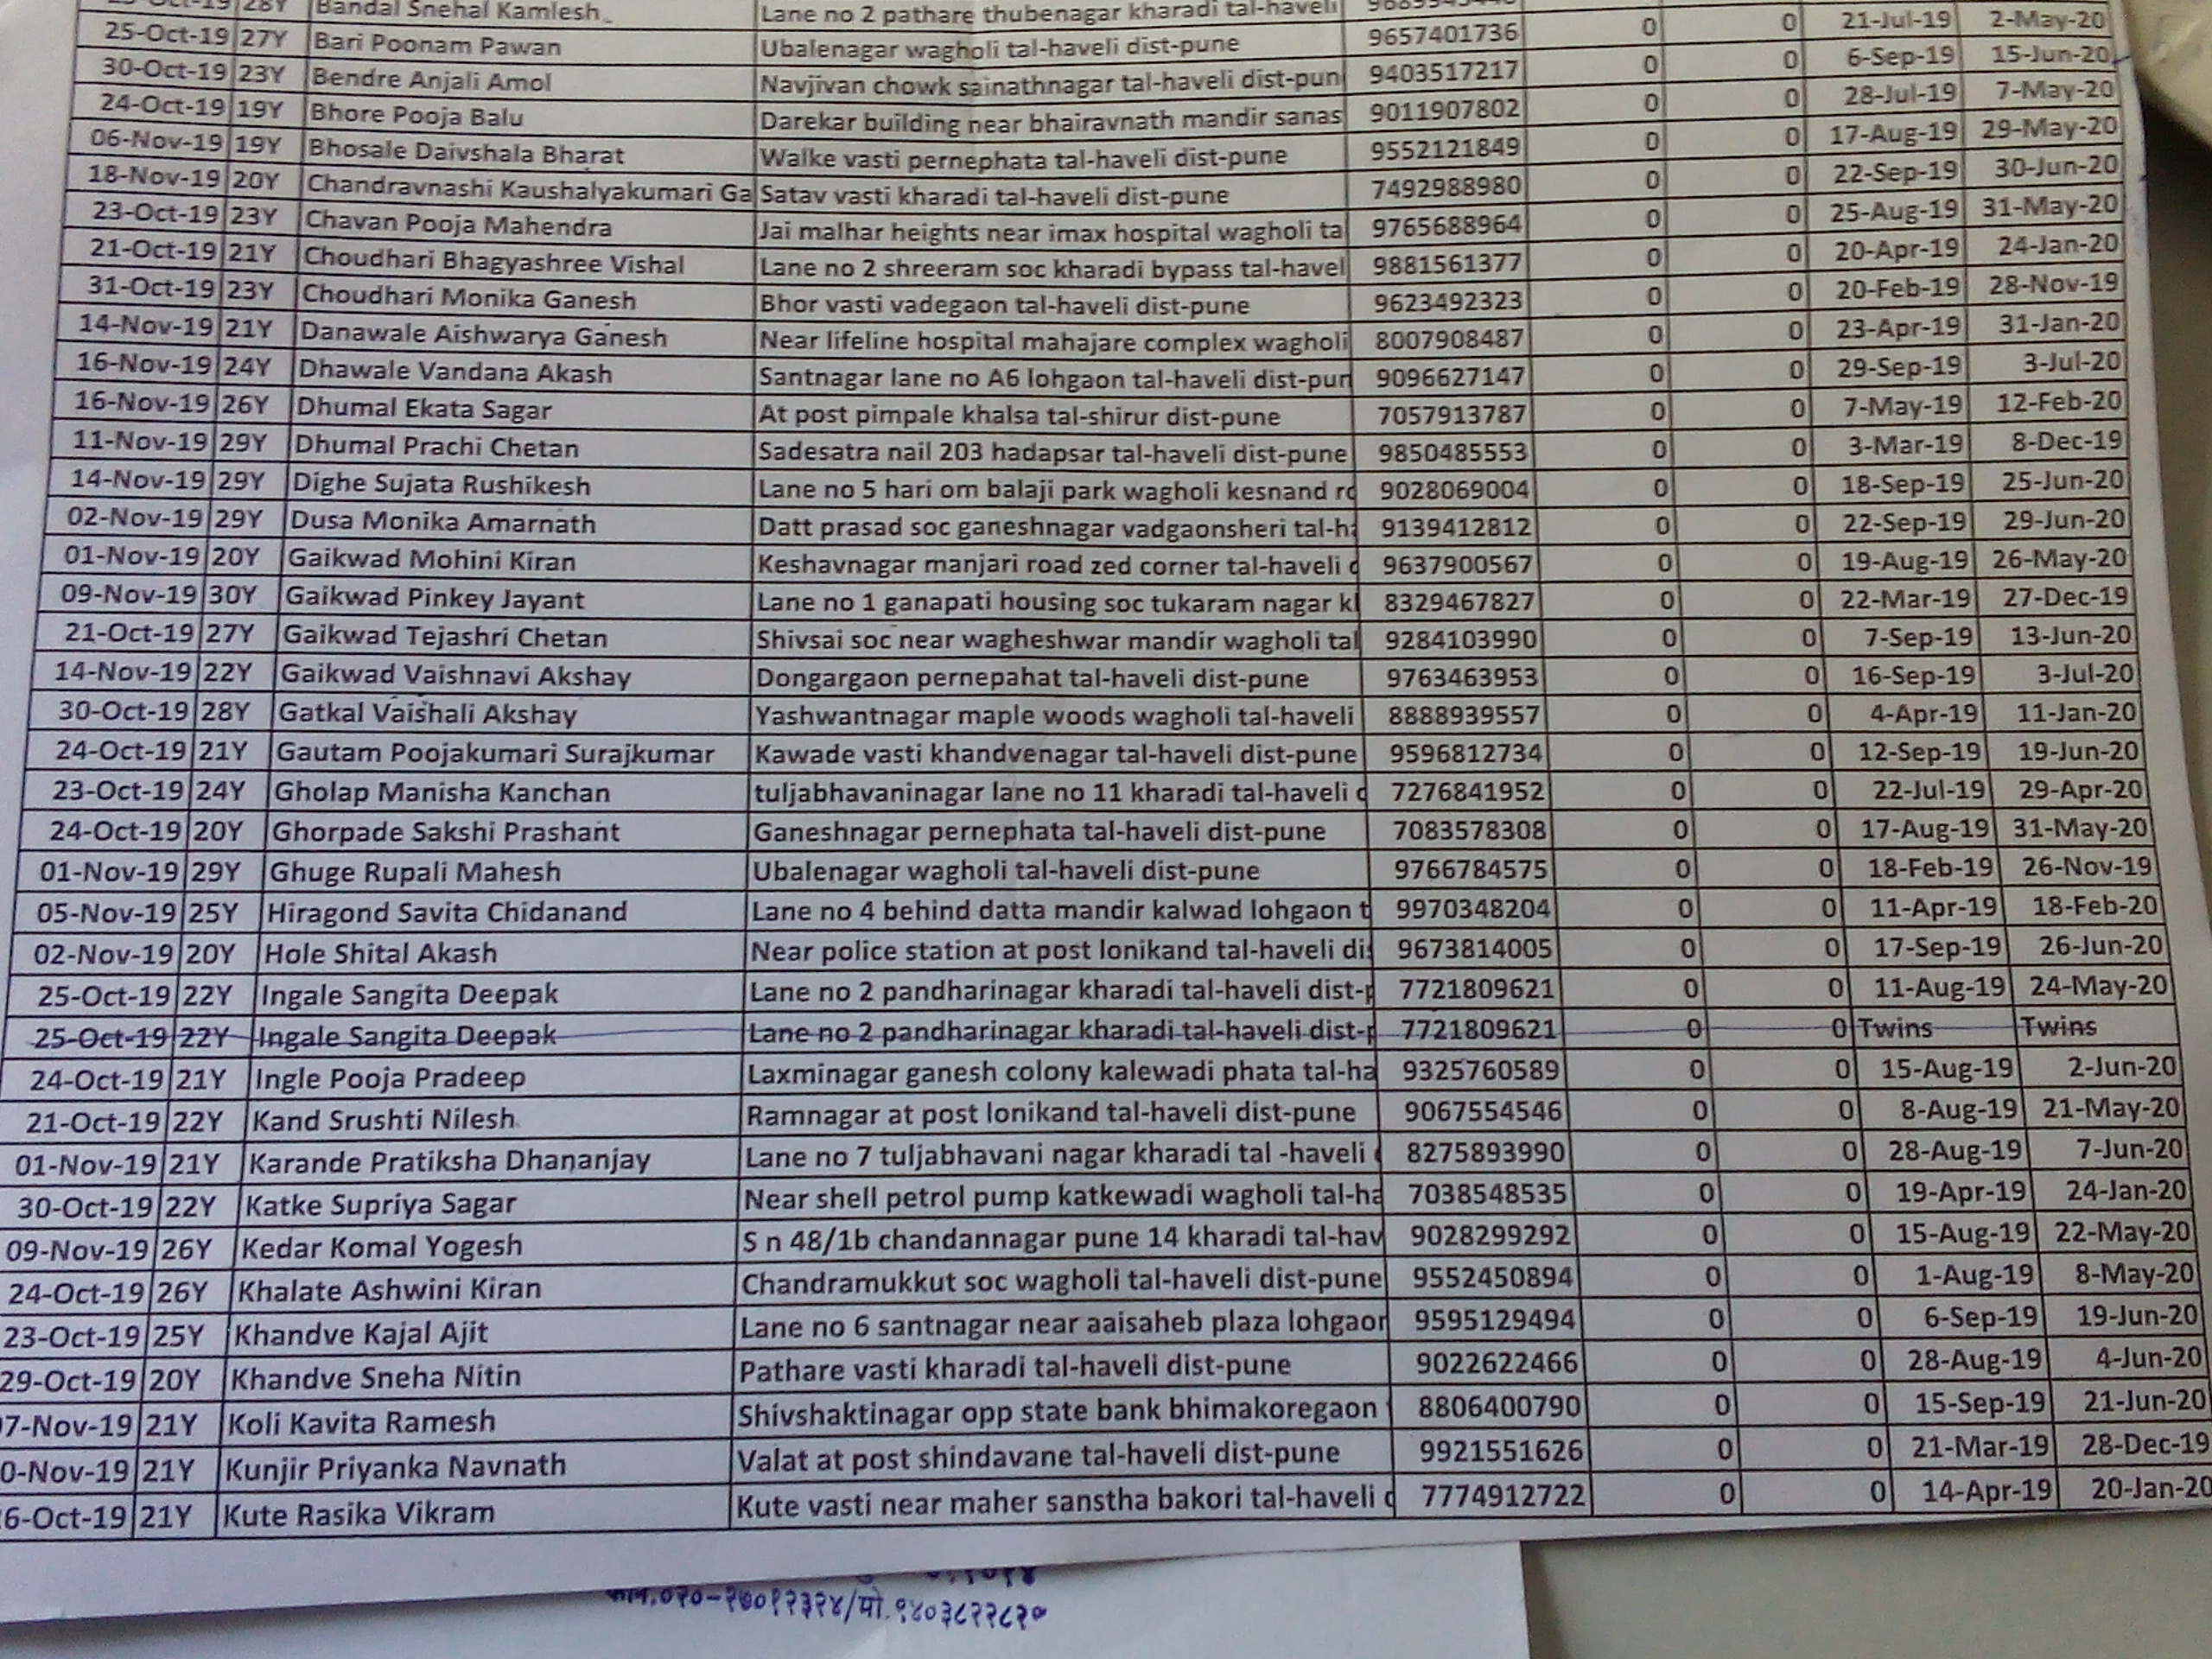 28Y Bandal Snehal Kamlesh Lane no 2 pathare thubenagar kharadi tal-haveli
25-Oct-19 27Y Bari Poonam Pawan Ubalenagar wagholi tal-haveli dist-pune 9657401736 0 0 21-Jul-19 2-May-20
30-Oct-19 23Y Bendre Anjali Amol Navjivan chowk sainathnagar tal-haveli dist-pun 9403517217 0 0 6-Sep-19 15-Jun-20
24-Oct-19 19Y Bhore Pooja Balu Darekar building near bhairavnath mandir sanas 9011907802 0 0 28-Jul-19 7-May-20
06-Nov-19 19Y Bhosale Daivshala Bharat Walke vasti pernephata tal-haveli dist-pune 9552121849 0 0 17-Aug-19 29-May-20
18-Nov-19 20Y Chandravnashi Kaushalyakumari Ga Satav vasti kharadi tal-haveli dist-pune 7492988980 0 0 22-Sep-19 30-Jun-20
23-Oct-19 23Y Chavan Pooja Mahendra Jai malhar heights near imax hospital wagholi ta 9765688964 0 0 25-Aug-19 31-May-20
21-Oct-19 21Y Choudhari Bhagyashree Vishal Lane no 2 shreeram soc kharadi bypass tal-havel 9881561377 0 0 20-Apr-19 24-Jan-20
31-Oct-19 23Y Choudhari Monika Ganesh Bhor vasti vadegaon tal-haveli dist-pune 9623492323 0 0 20-Feb-19 28-Nov-19
14-Nov-19 21Y Danawale Aishwarya Ganesh Near lifeline hospital mahajare complex wagholi 8007908487 0 0 23-Apr-19 31-Jan-20
16-Nov-19 24Y Dhawale Vandana Akash Santnagar lane no A6 lohgaon tal-haveli dist-pun 9096627147 0 0 29-Sep-19 3-Jul-20
16-Nov-19 26Y Dhumal Ekata Sagar At post pimpale khalsa tal-shirur dist-pune 7057913787 0 0 7-May-19 12-Feb-20
11-Nov-19 29Y Dhumal Prachi Chetan Sadesatra nail 203 hadapsar tal-haveli dist-pune 9850485553 0 0 3-Mar-19 8-Dec-19
14-Nov-19 29Y Dighe Sujata Rushikesh Lane no 5 hari om balaji park wagholi kesnand ro 9028069004 0 0 18-Sep-19 25-Jun-20
02-Nov-19 29Y Dusa Monika Amarnath Datt prasad soc ganeshnagar vadgaonsheri tal-ha 9139412812 0 0 22-Sep-19 29-Jun-20
01-Nov-19 20Y Gaikwad Mohini Kiran Keshavnagar manjari road zed corner tal-haveli d 9637900567 0 0 19-Aug-19 26-May-20
09-Nov-19 30Y Gaikwad Pinkey Jayant Lane no 1 ganapati housing soc tukaram nagar kh 8329467827 0 0 22-Mar-19 27-Dec-19
21-Oct-19 27Y Gaikwad Tejashri Chetan Shivsai soc near wagheshwar mandir wagholi tal 9284103990 0 0 7-Sep-19 13-Jun-20
14-Nov-19 22Y Gaikwad Vaishnavi Akshay Dongargaon pernepahat tal-haveli dist-pune 9763463953 0 0 16-Sep-19 3-Jul-20
30-Oct-19 28Y Gatkal Vaishali Akshay Yashwantnagar maple woods wagholi tal-haveli 8888939557 0 0 4-Apr-19 11-Jan-20
24-Oct-19 21Y Gautam Poojakumari Surajkumar Kawade vasti khandvenagar tal-haveli dist-pune 9596812734 0 0 12-Sep-19 19-Jun-20
23-Oct-19 24Y Gholap Manisha Kanchan tuljabhavaninagar lane no 11 kharadi tal-haveli d 7276841952 0 0 22-Jul-19 29-Apr-20
24-Oct-19 20Y Ghorpade Sakshi Prashant Ganeshnagar pernephata tal-haveli dist-pune 7083578308 0 0 17-Aug-19 31-May-20
01-Nov-19 29Y Ghuge Rupali Mahesh Ubalenagar wagholi tal-haveli dist-pune 9766784575 0 0 18-Feb-19 26-Nov-19
05-Nov-19 25Y Hiragond Savita Chidanand Lane no 4 behind datta mandir kalwad lohgaon t 9970348204 0 0 11-Apr-19 18-Feb-20
02-Nov-19 20Y Hole Shital Akash Near police station at post lonikand tal-haveli dis 9673814005 0 0 17-Sep-19 26-Jun-20
25-Oct-19 22Y Ingale Sangita Deepak Lane no 2 pandharinagar kharadi tal-haveli dist-p 7721809621 0 0 11-Aug-19 24-May-20
25-Oct-19 22Y Ingale Sangita Deepak Lane no 2 pandharinagar kharadi tal-haveli dist-p 7721809621 0 0 Twins Twins
24-Oct-19 21Y Ingle Pooja Pradeep Laxminagar ganesh colony kalewadi phata tal-ha 9325760589 0 0 15-Aug-19 2-Jun-20
21-Oct-19 22Y Kand Srushti Nilesh Ramnagar at post lonikand tal-haveli dist-pune 9067554546 0 0 8-Aug-19 21-May-20
01-Nov-19 21Y Karande Pratiksha Dhananjay Lane no 7 tuljabhavani nagar kharadi tal -haveli d 8275893990 0 0 28-Aug-19 7-Jun-20
30-Oct-19 22Y Katke Supriya Sagar Near shell petrol pump katkewadi wagholi tal-ha 7038548535 0 0 19-Apr-19 24-Jan-20
09-Nov-19 26Y Kedar Komal Yogesh S n 48/1b chandannagar pune 14 kharadi tal-hav 9028299292 0 0 15-Aug-19 22-May-20
24-Oct-19 26Y Khalate Ashwini Kiran Chandramukkut soc wagholi tal-haveli dist-pune 9552450894 0 0 1-Aug-19 8-May-20
23-Oct-19 25Y Khandve Kajal Ajit Lane no 6 santnagar near aaisaheb plaza lohgaon 9595129494 0 0 6-Sep-19 19-Jun-20
29-Oct-19 20Y Khandve Sneha Nitin Pathare vasti kharadi tal-haveli dist-pune 9022622466 0 0 28-Aug-19 4-Jun-20
7-Nov-19 21Y Koli Kavita Ramesh Shivshaktinagar opp state bank bhimakoregaon 8806400790 0 0 15-Sep-19 21-Jun-20
0-Nov-19 21Y Kunjir Priyanka Navnath Valat at post shindavane tal-haveli dist-pune 9921551626 0 0 21-Mar-19 28-Dec-19
6-Oct-19 21Y Kute Rasika Vikram Kute vasti near maher sanstha bakori tal-haveli d 7774912722 0 0 14-Apr-19 20-Jan-20